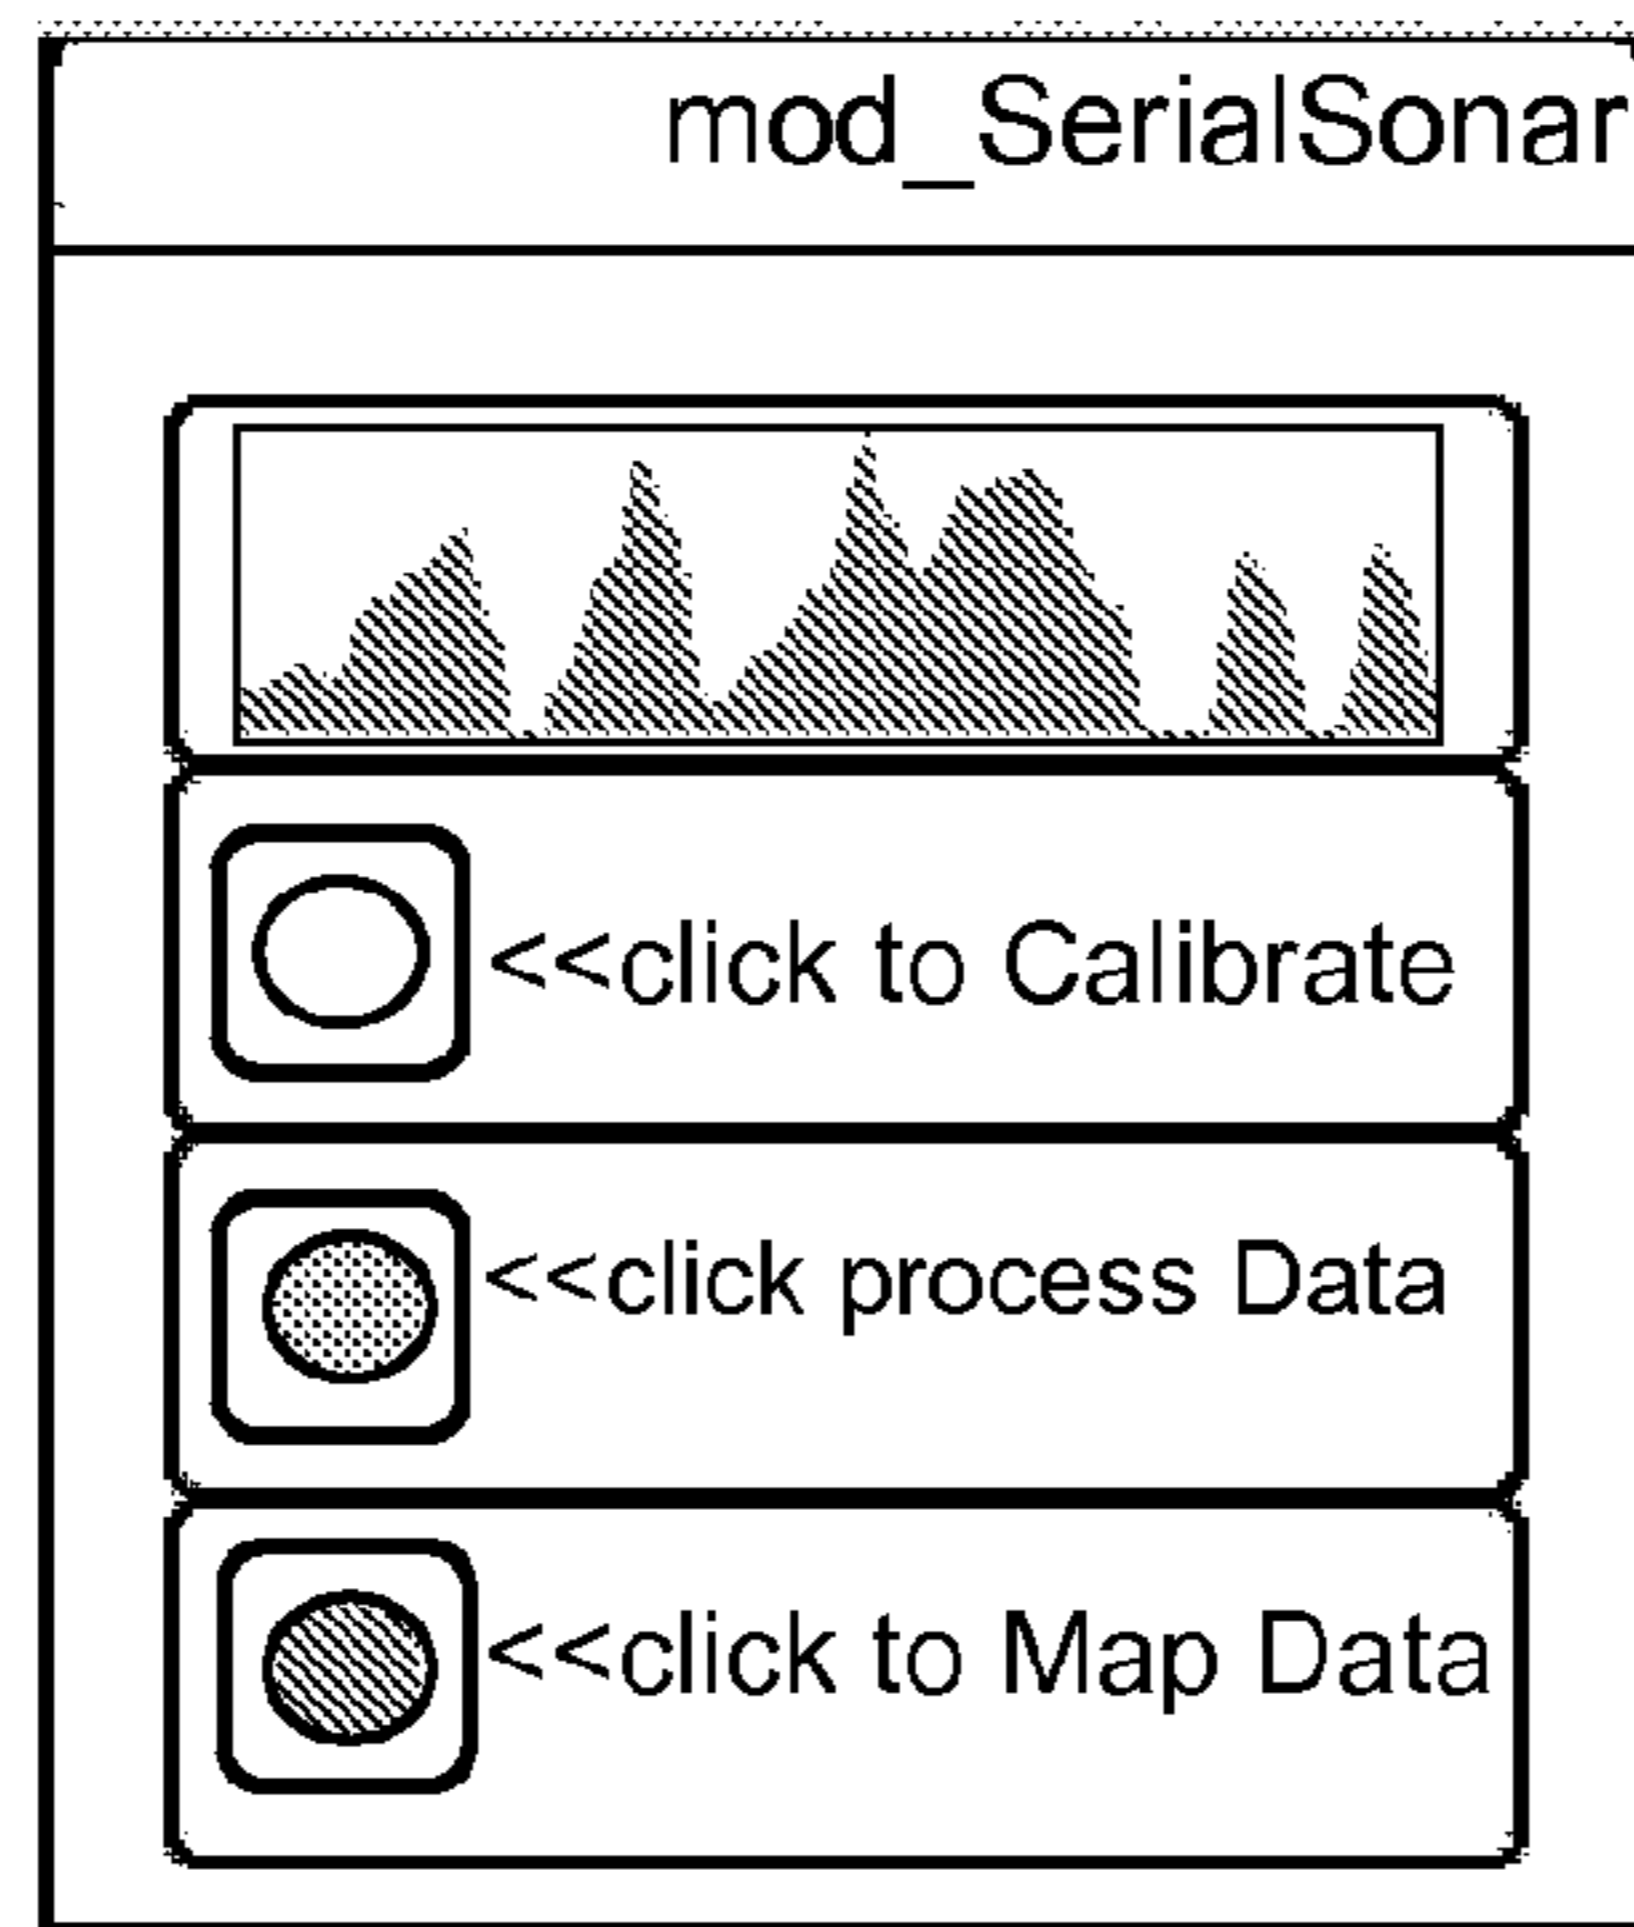 mod_SerialSonar
<<click to Calibrate
<<click process Data
<<click to Map Data